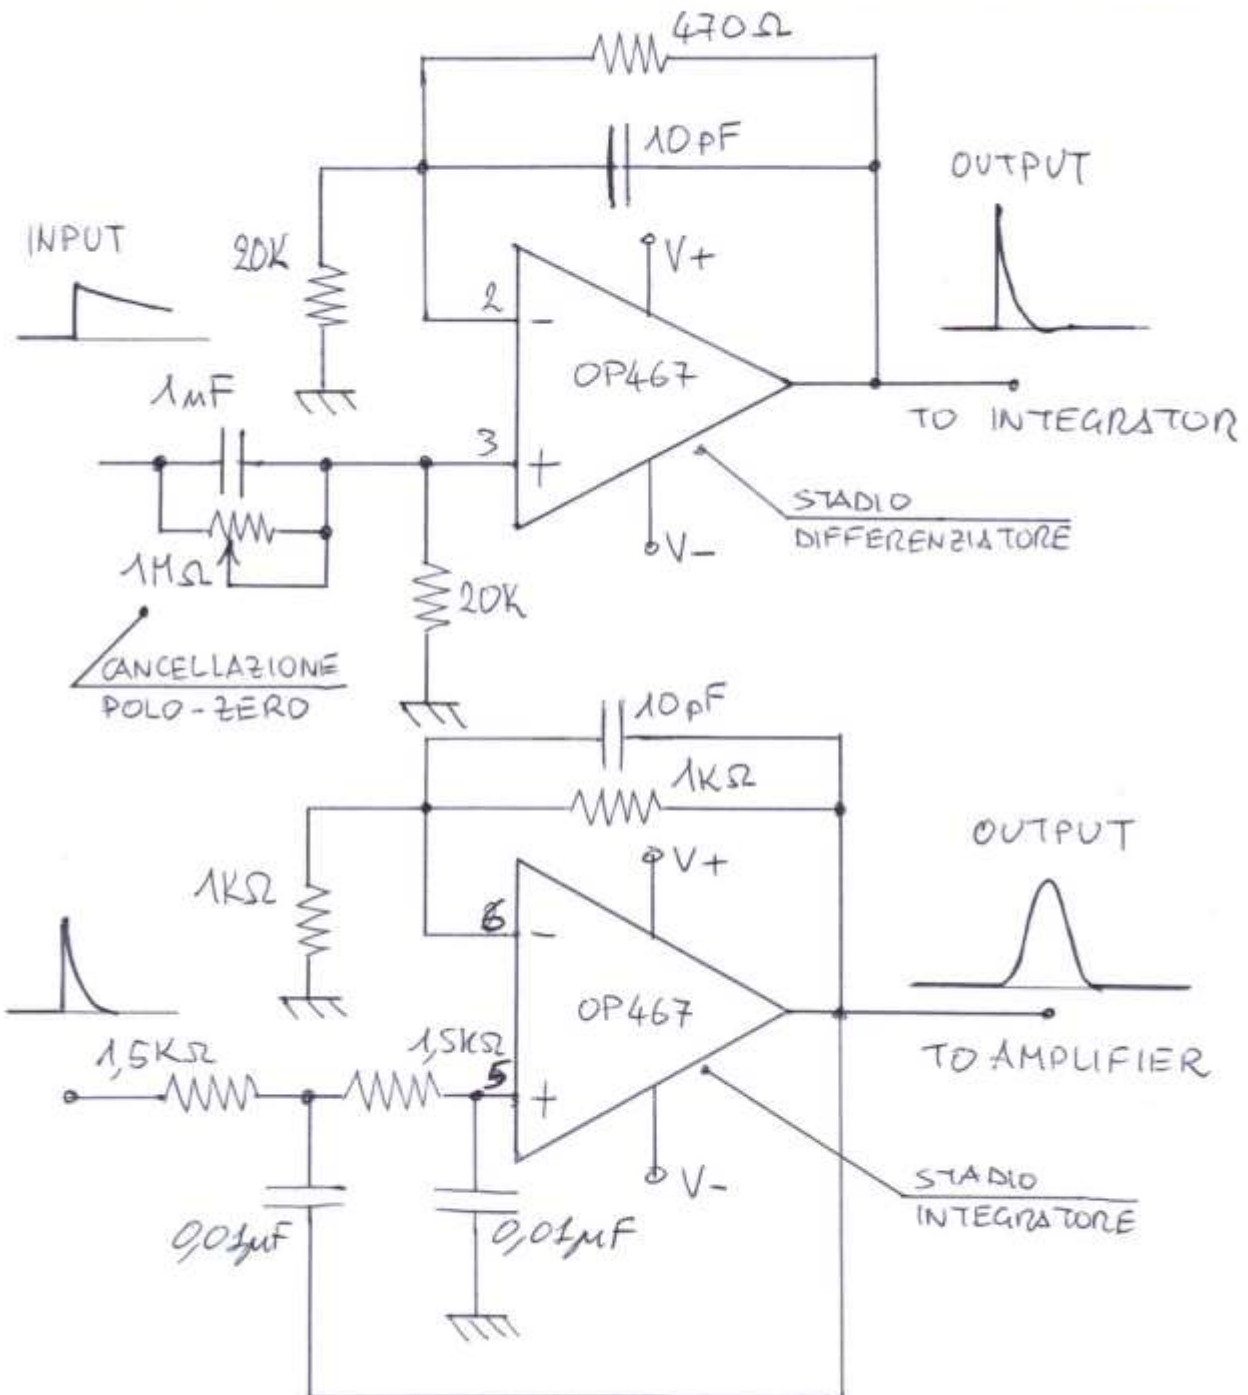 470Ω
10pF
OUTPUT
INPUT
20K
V+
2
-
OP467
1nF
3
+
TO INTEGRATOR
STADIO
DIFFERENZIATORE
V-
1MΩ
20K
CANCELLAZIONE
POLO-ZERO
10pF
1KΩ
OUTPUT
V+
1KΩ
6
-
OP467
1,5KΩ
1,5KΩ
5
+
TO AMPLIFIER
V-
STADIO
INTEGRATORE
0,01µF
0,01µF